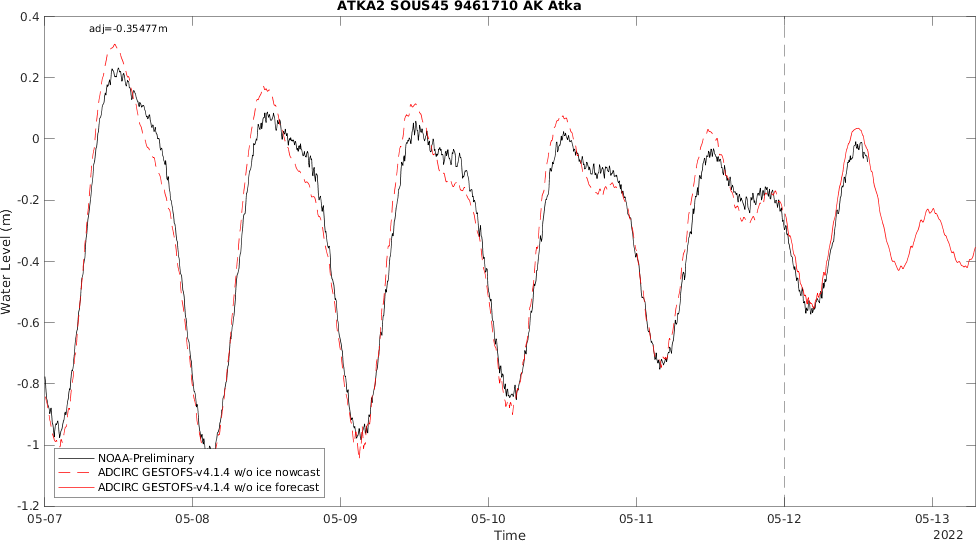 ATKA2 SOUS45 9461710 AK Atka
adj=-0.35477m
0.4
0.2
0
-0.2
-0.4
-0.6
-0.8
-1
-1.2
Water Level (m)
NOAA-Preliminary
ADCIRC GESTOFS-v4.1.4 w/o ice nowcast
ADCIRC GESTOFS-v4.1.4 w/o ice forecast
05-07 05-08 05-09 05-10 05-11 05-12 05-13
Time
2022